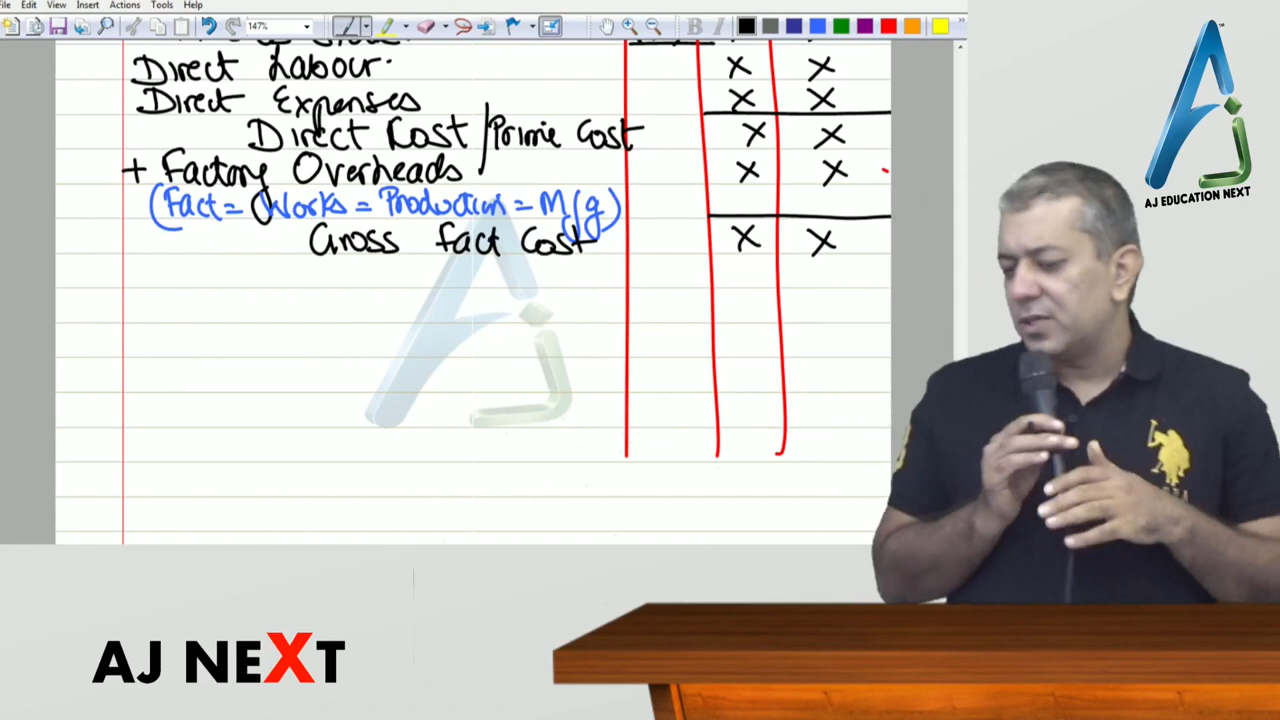 File Edit View Insert Actions Tools Help
147%
B I
Direct Labour
X X
Direct Expenses
X X
Direct Cost / Prime Cost
X X
+ Factory Overheads
X X
(Fact = Works = Production = M/g)
Gross fact Cost
X X
AJ EDUCATION NEXT
AJ NEXT